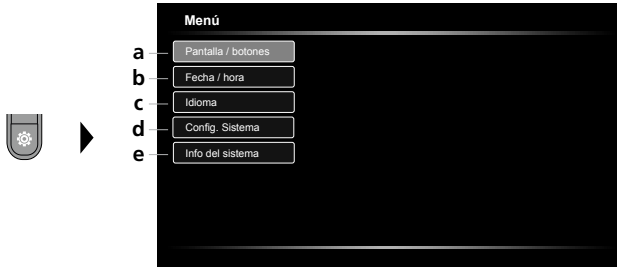 Menú
a Pantalla / botones
b Fecha / hora
c Idioma
d Config. Sistema
e Info del sistema